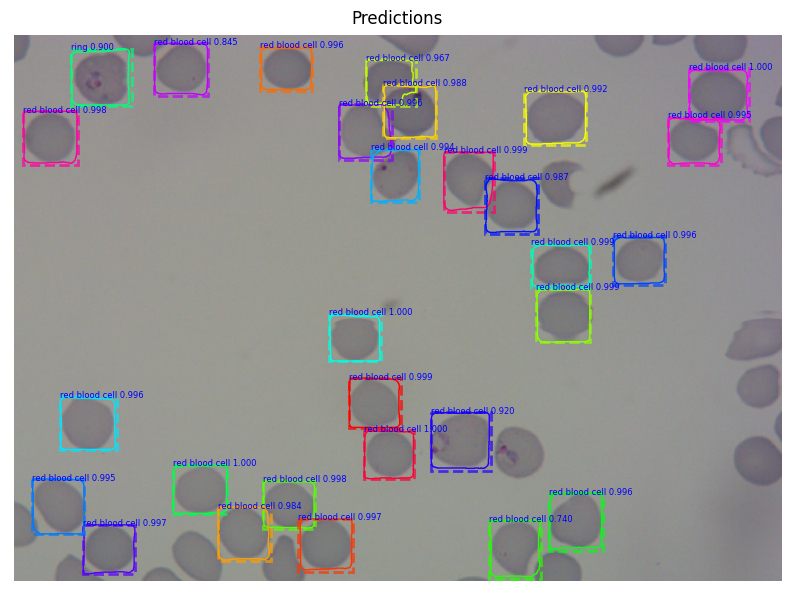 Predictions
ring 0.900
red blood cell 0.845
red blood cell 0.996
red blood cell 0.967
red blood cell 0.988
red blood cell 0.992
red blood cell 1.000
red blood cell 0.998
red blood cell 0.996
red blood cell 0.995
red blood cell 0.994
red blood cell 0.999
red blood cell 0.987
red blood cell 0.999
red blood cell 0.996
red blood cell 0.999
red blood cell 1.000
red blood cell 0.999
red blood cell 0.996
red blood cell 0.920
red blood cell 1.000
red blood cell 1.000
red blood cell 0.995
red blood cell 0.998
red blood cell 0.996
red blood cell 0.984
red blood cell 0.997
red blood cell 0.740
red blood cell 0.997